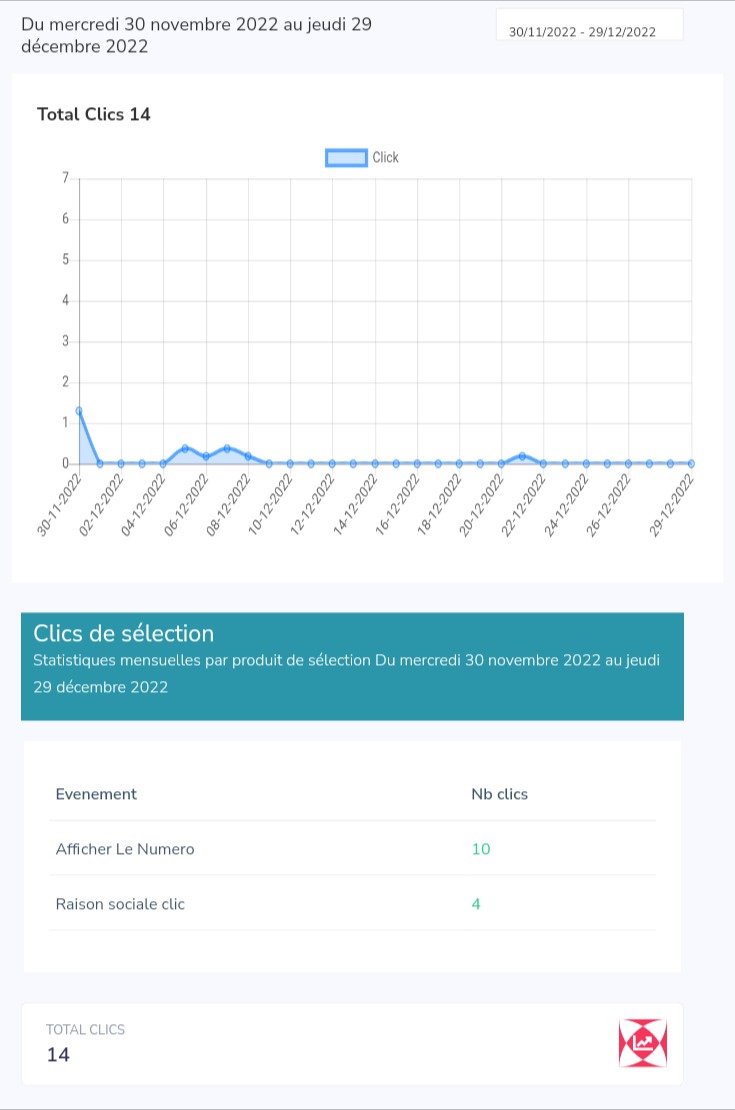 Du mercredi 30 novembre 2022 au jeudi 29
décembre 2022
30/11/2022 - 29/12/2022
Total Clics 14
Click
7
6
5
4
3
2
1
0
30-11-2022
02-12-2022
04-12-2022
06-12-2022
08-12-2022
10-12-2022
12-12-2022
14-12-2022
16-12-2022
18-12-2022
20-12-2022
22-12-2022
24-12-2022
26-12-2022
29-12-2022
Clics de sélection
Statistiques mensuelles par produit de sélection Du mercredi 30 novembre 2022 au jeudi
29 décembre 2022
Evenement Nb clics
Afficher Le Numero 10
Raison sociale clic 4
TOTAL CLICS
14